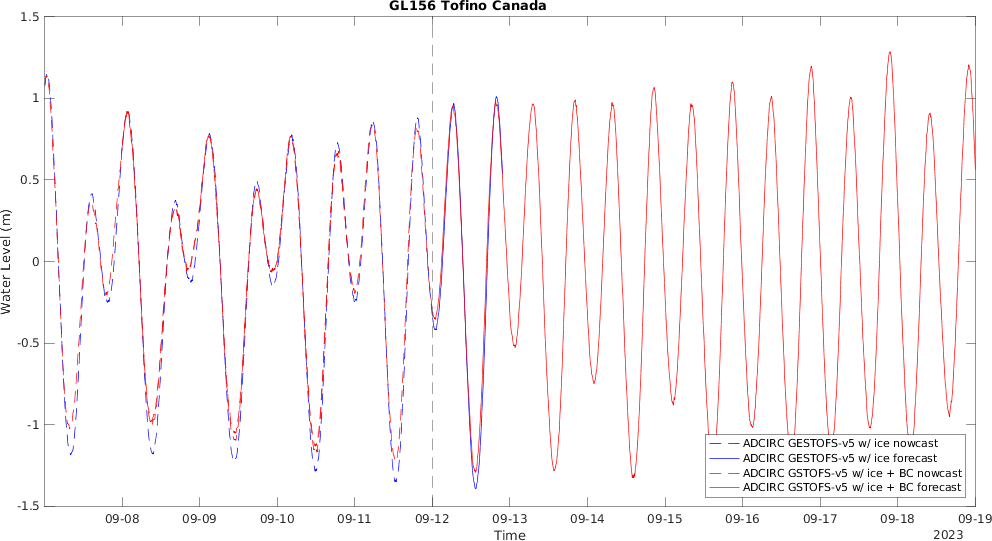 GL156 Tofino Canada
1.5
1
0.5
0
-0.5
-1
-1.5
Water Level (m)
ADCIRC GESTOFS-v5 w/ ice nowcast
ADCIRC GESTOFS-v5 w/ ice forecast
ADCIRC GSTOFS-v5 w/ ice + BC nowcast
ADCIRC GSTOFS-v5 w/ ice + BC forecast
09-08 09-09 09-10 09-11 09-12 09-13 09-14 09-15 09-16 09-17 09-18 09-19
Time
2023